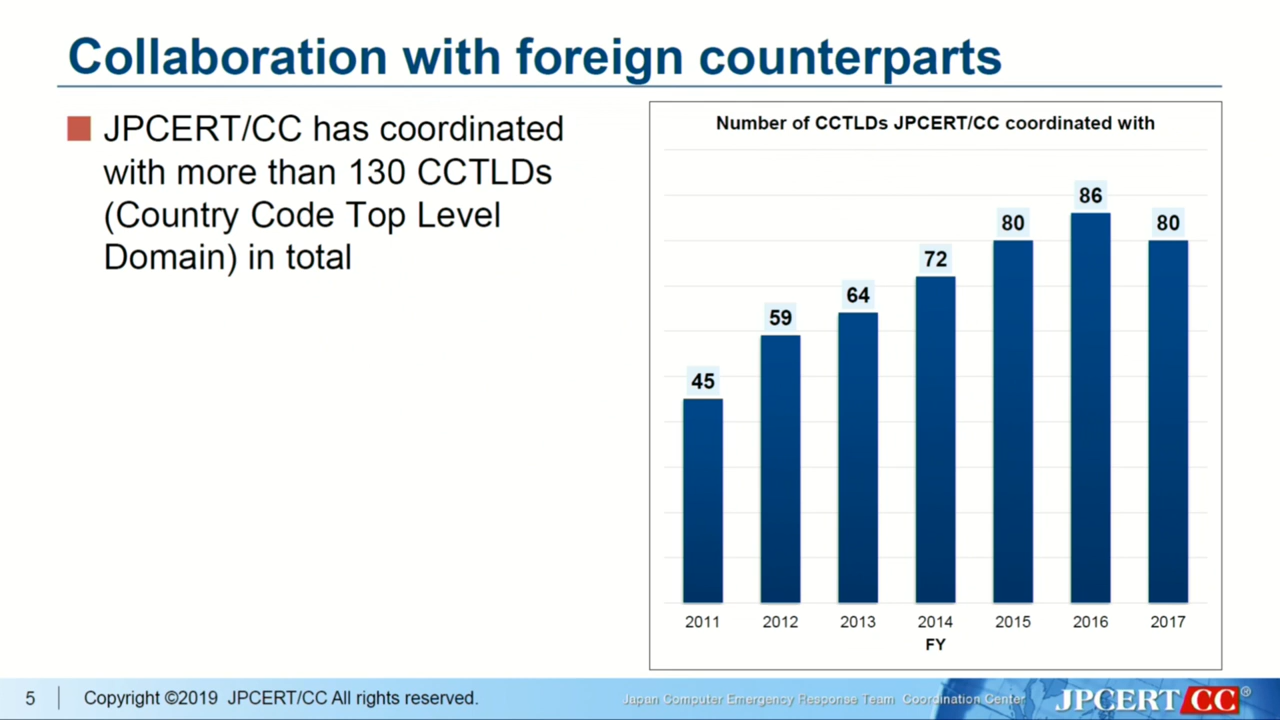 Collaboration with foreign counterparts
JPCERT/CC has coordinated
with more than 130 CCTLDs
(Country Code Top Level
Domain) in total
Number of CCTLDs JPCERT/CC coordinated with
45
59
64
72
80
86
80
2011 2012 2013 2014 2015 2016 2017
FY
5 Copyright ©2019 JPCERT/CC All rights reserved.
Japan Computer Emergency Response Team Coordination Center
JPCERT CC®